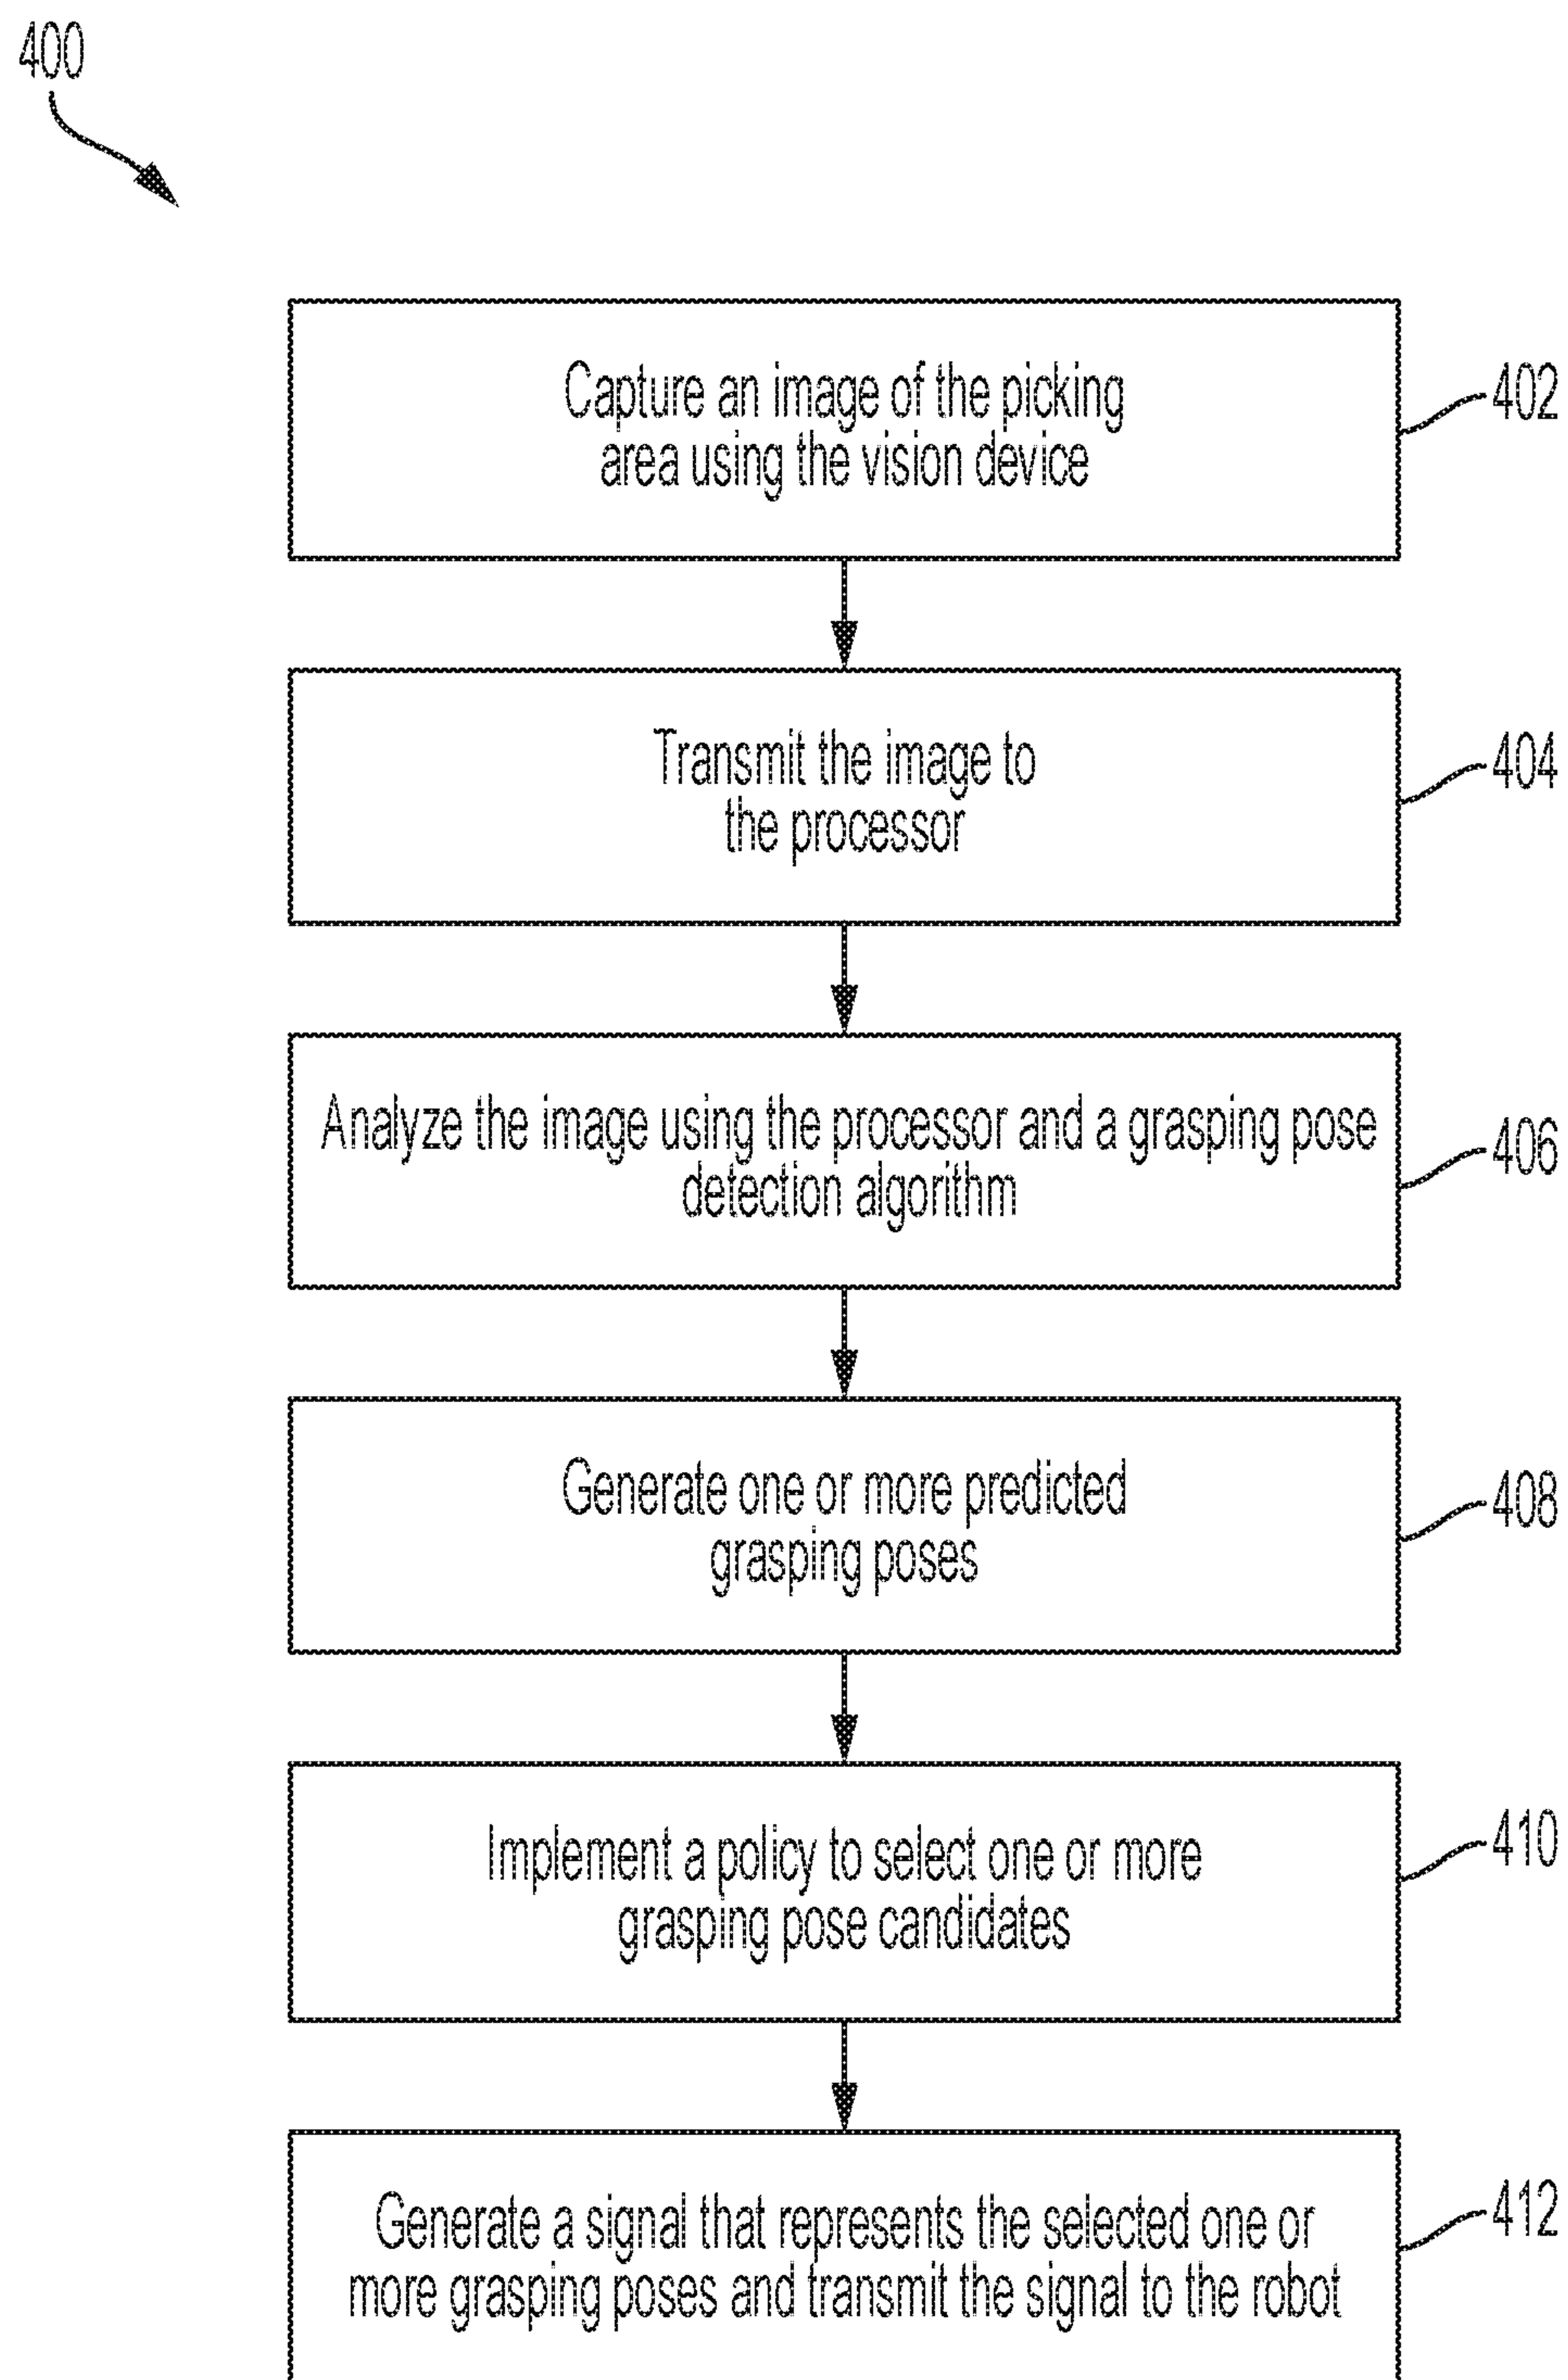 400
Capture an image of the picking
area using the vision device
402
Transmit the image to
the processor
404
Analyze the image using the processor and a grasping pose
detection algorithm
406
Generate one or more predicted
grasping poses
408
Implement a policy to select one or more
grasping pose candidates
410
Generate a signal that represents the selected one or
more grasping poses and transmit the signal to the robot
412